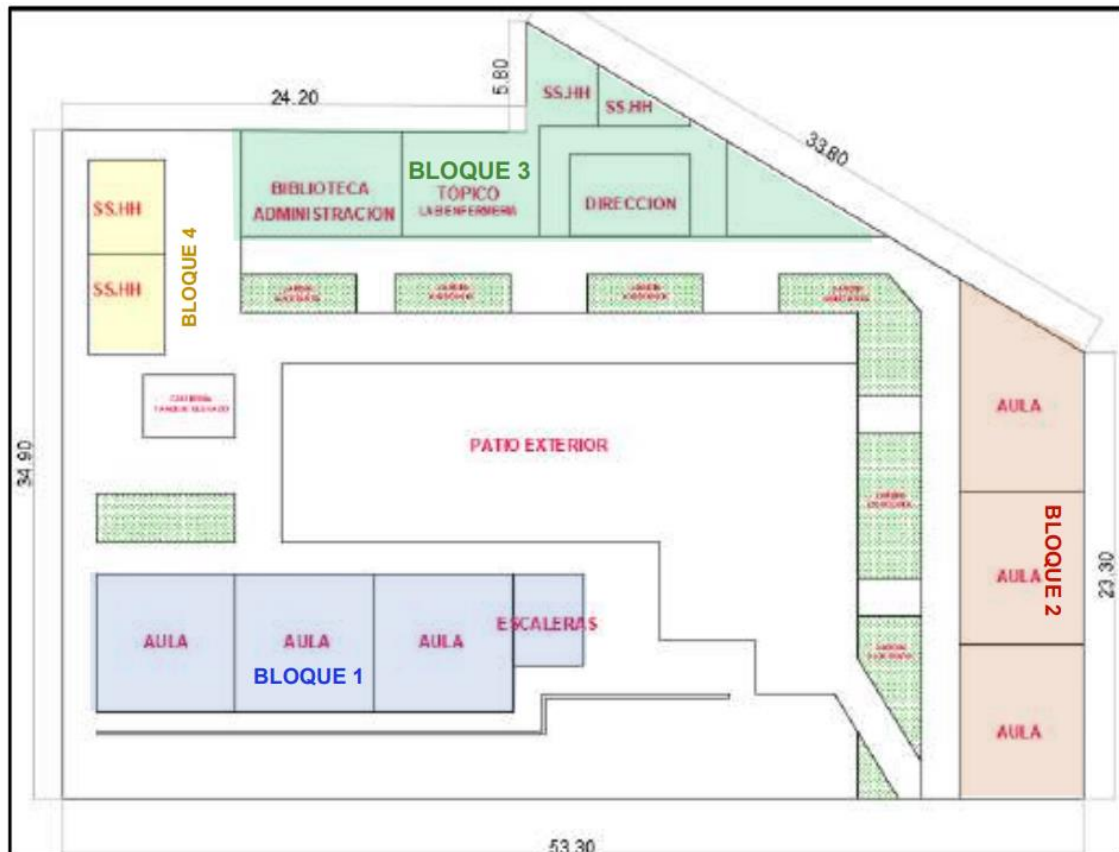 24.20
5.80
33.80
34.90
23.30
53.30
SS.HH
SS.HH
BLOQUE 3
BIBLIOTECA
ADMINISTRACION
TOPICO
DIRECCION
SS.HH
SS.HH
BLOQUE 4
PATIO EXTERIOR
AULA
AULA
AULA
BLOQUE 2
AULA
AULA
AULA
ESCALERAS
BLOQUE 1